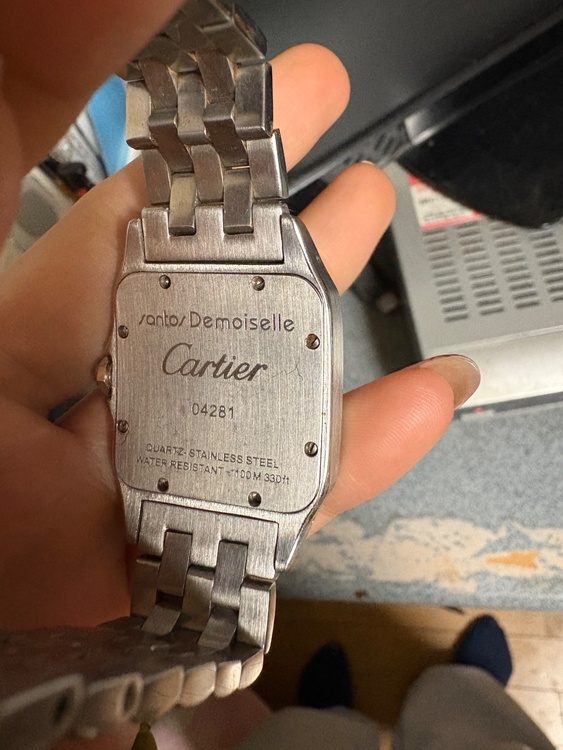 santos Demoiselle
Cartier
04281
QUARTZ- STAINLESS STEEL
WATER RESISTANT -100M 330ft